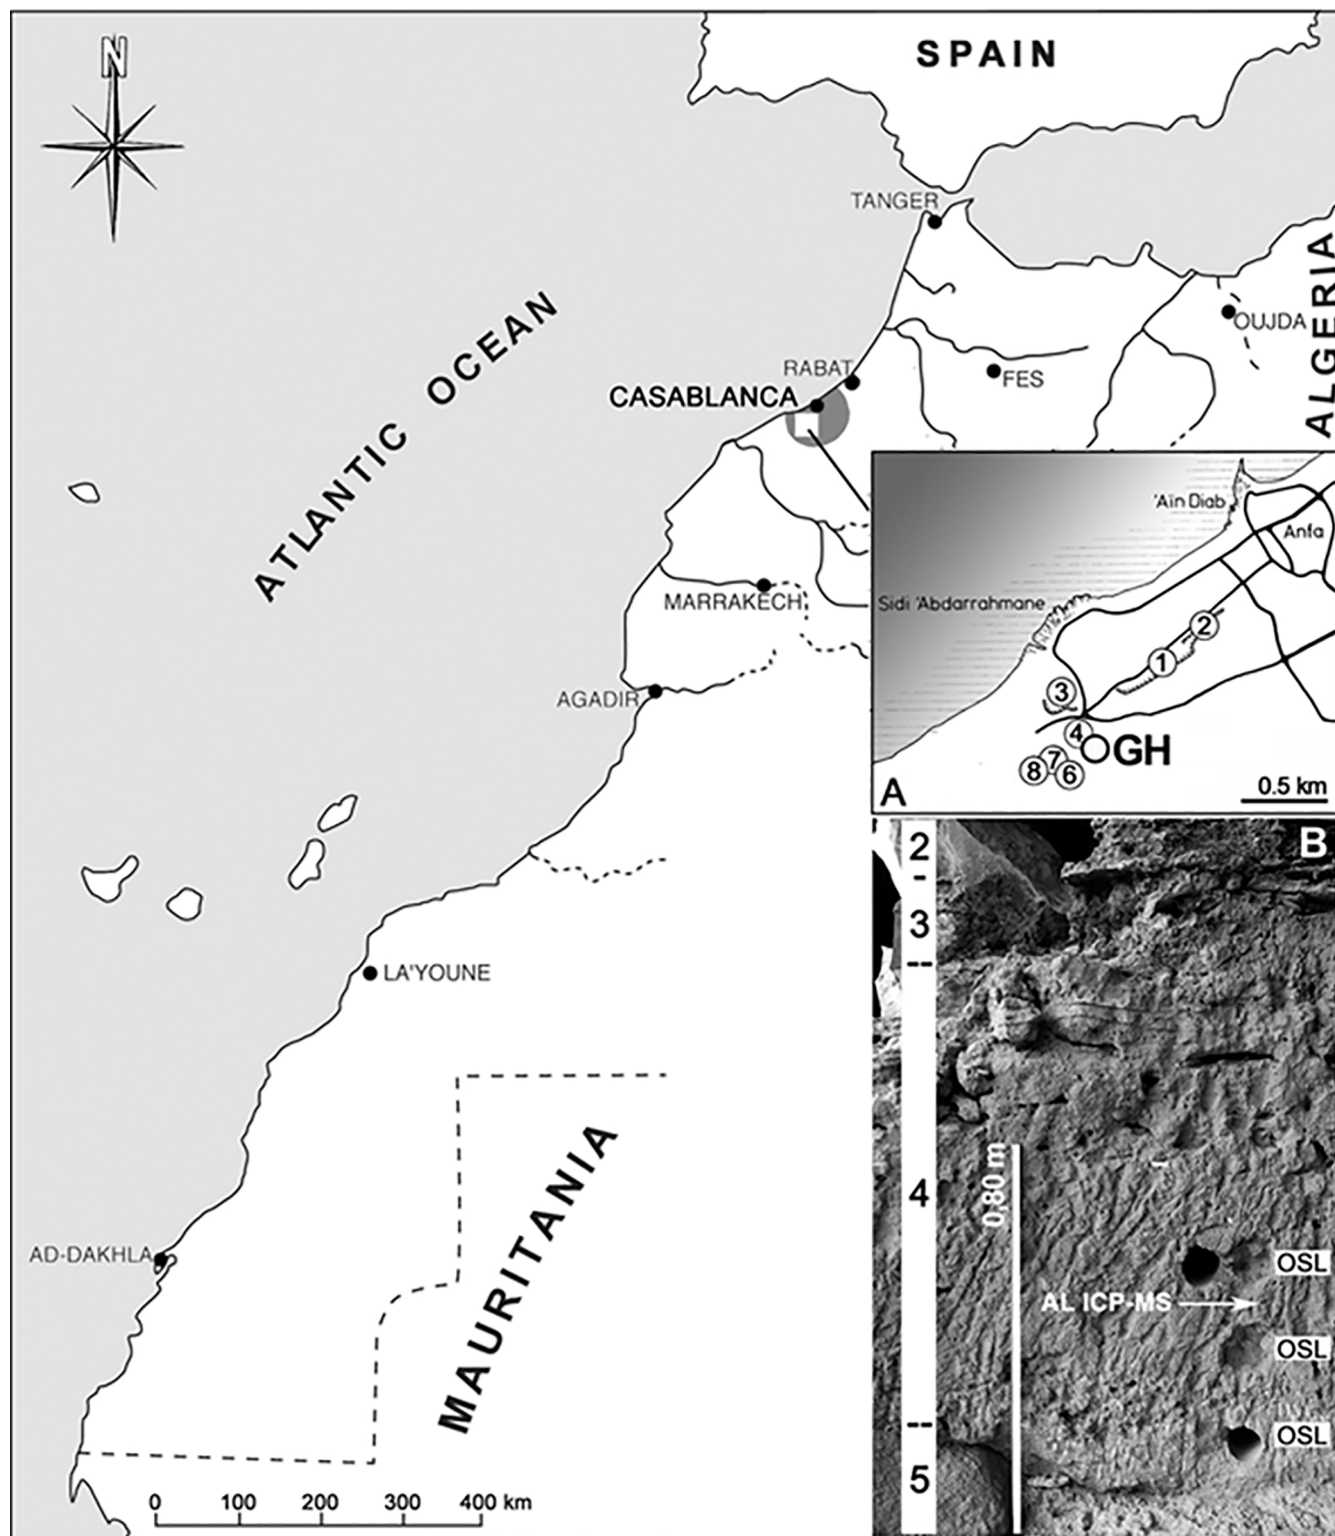 N
SPAIN
TANGER
ALGERIA
OUJDA
ATLANTIC OCEAN
RABAT
FES
CASABLANCA
'Aïn Diab
Anfa
MARRAKECH
Sidi 'Abdarrahmane
2
1
3
AGADIR
4
GH
7
8
6
A
0.5 km
B
2
3
LA'YOUNE
4
0,80 m
MAURITANIA
AD-DAKHLA
OSL
AL ICP-MS
OSL
OSL
5
0 100 200 300 400 km